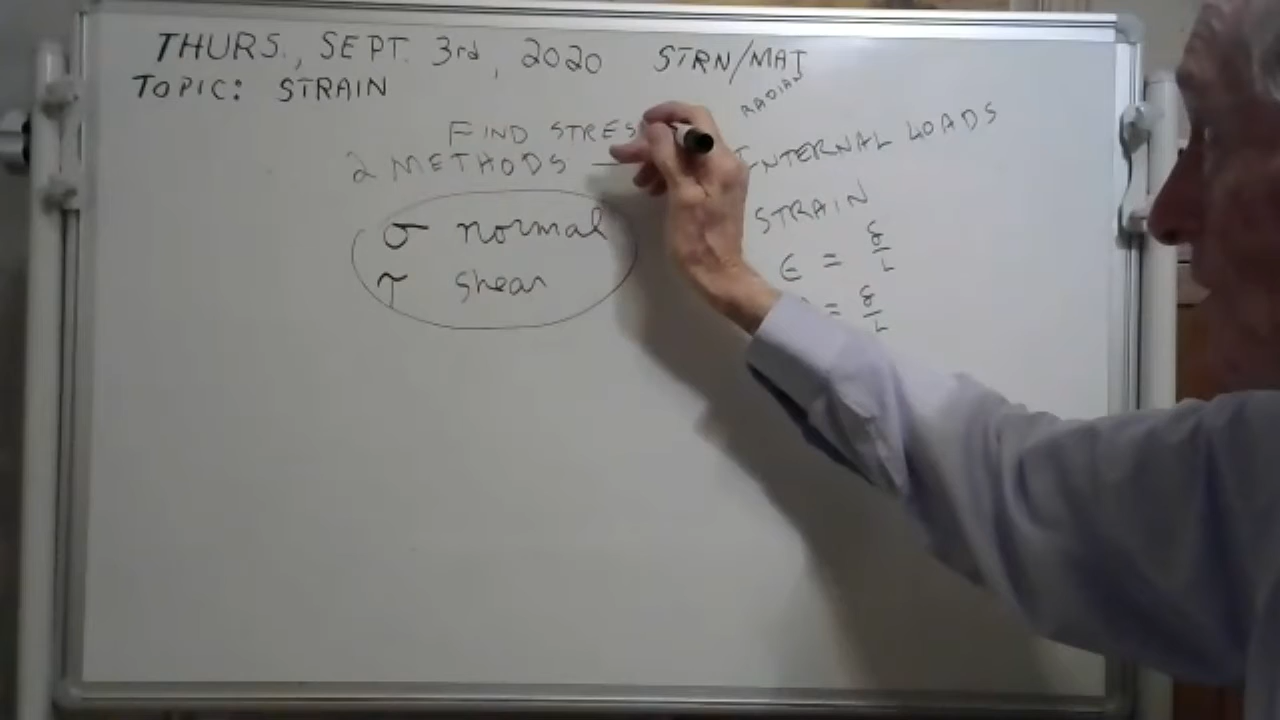 THURS., SEPT. 3rd, 2020 STRN/MAT
TOPIC: STRAIN
RADIAN
FIND STRES
2 METHODS — INTERNAL LOADS
σ normal
STRAIN
τ shear
ϵ = δ/L
= δ/L